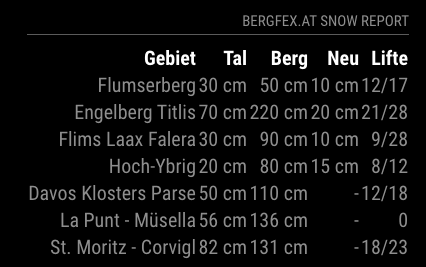 BERGFEX.AT SNOW REPORT
Gebiet Tal Berg Neu Lifte
Flumserberg 30 cm 50 cm 10 cm 12/17
Engelberg Titlis 70 cm 220 cm 20 cm 21/28
Flims Laax Falera 30 cm 90 cm 10 cm 9/28
Hoch-Ybrig 20 cm 80 cm 15 cm 8/12
Davos Klosters Parse 50 cm 110 cm - 12/18
La Punt - Müsella 56 cm 136 cm - 0
St. Moritz - Corvigl 82 cm 131 cm - 18/23